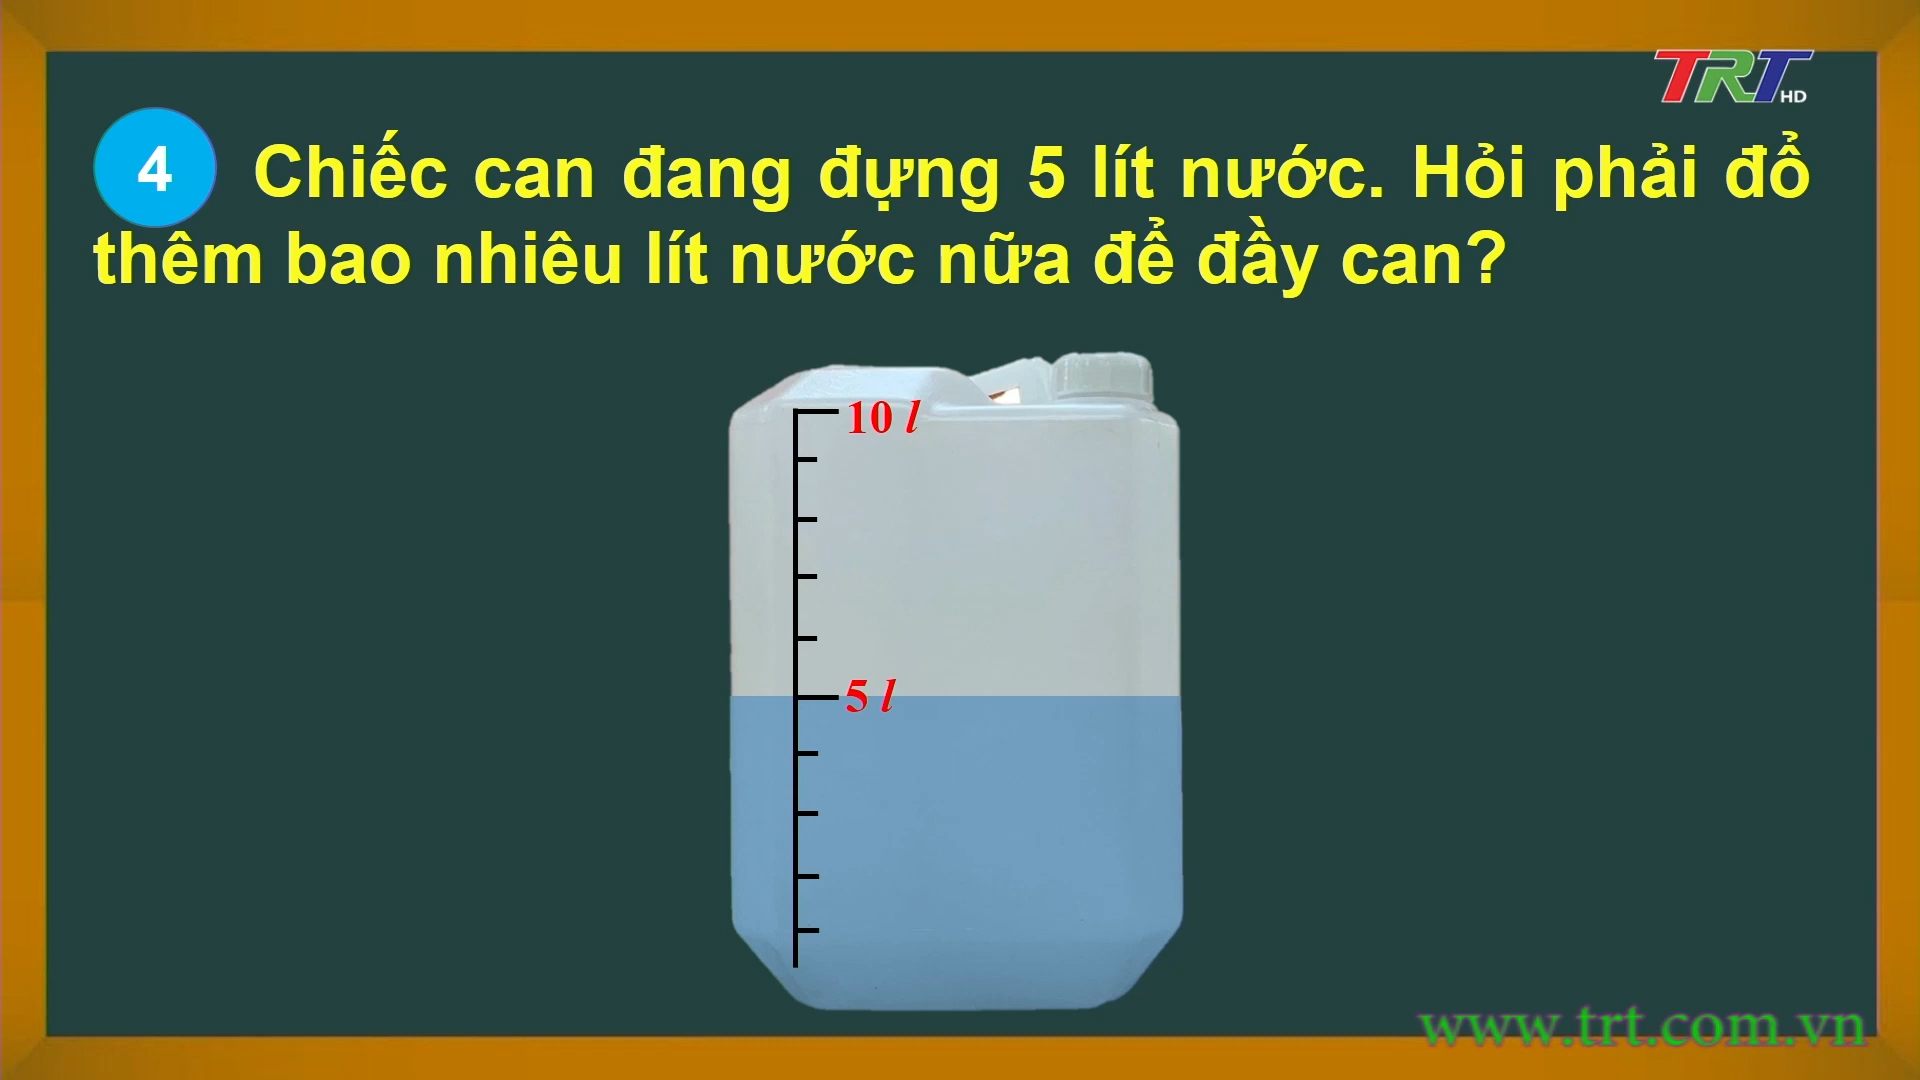 TRT HD
4 Chiếc can đang đựng 5 lít nước. Hỏi phải đổ
thêm bao nhiêu lít nước nữa để đầy can?
10 l
5 l
www.trt.com.vn